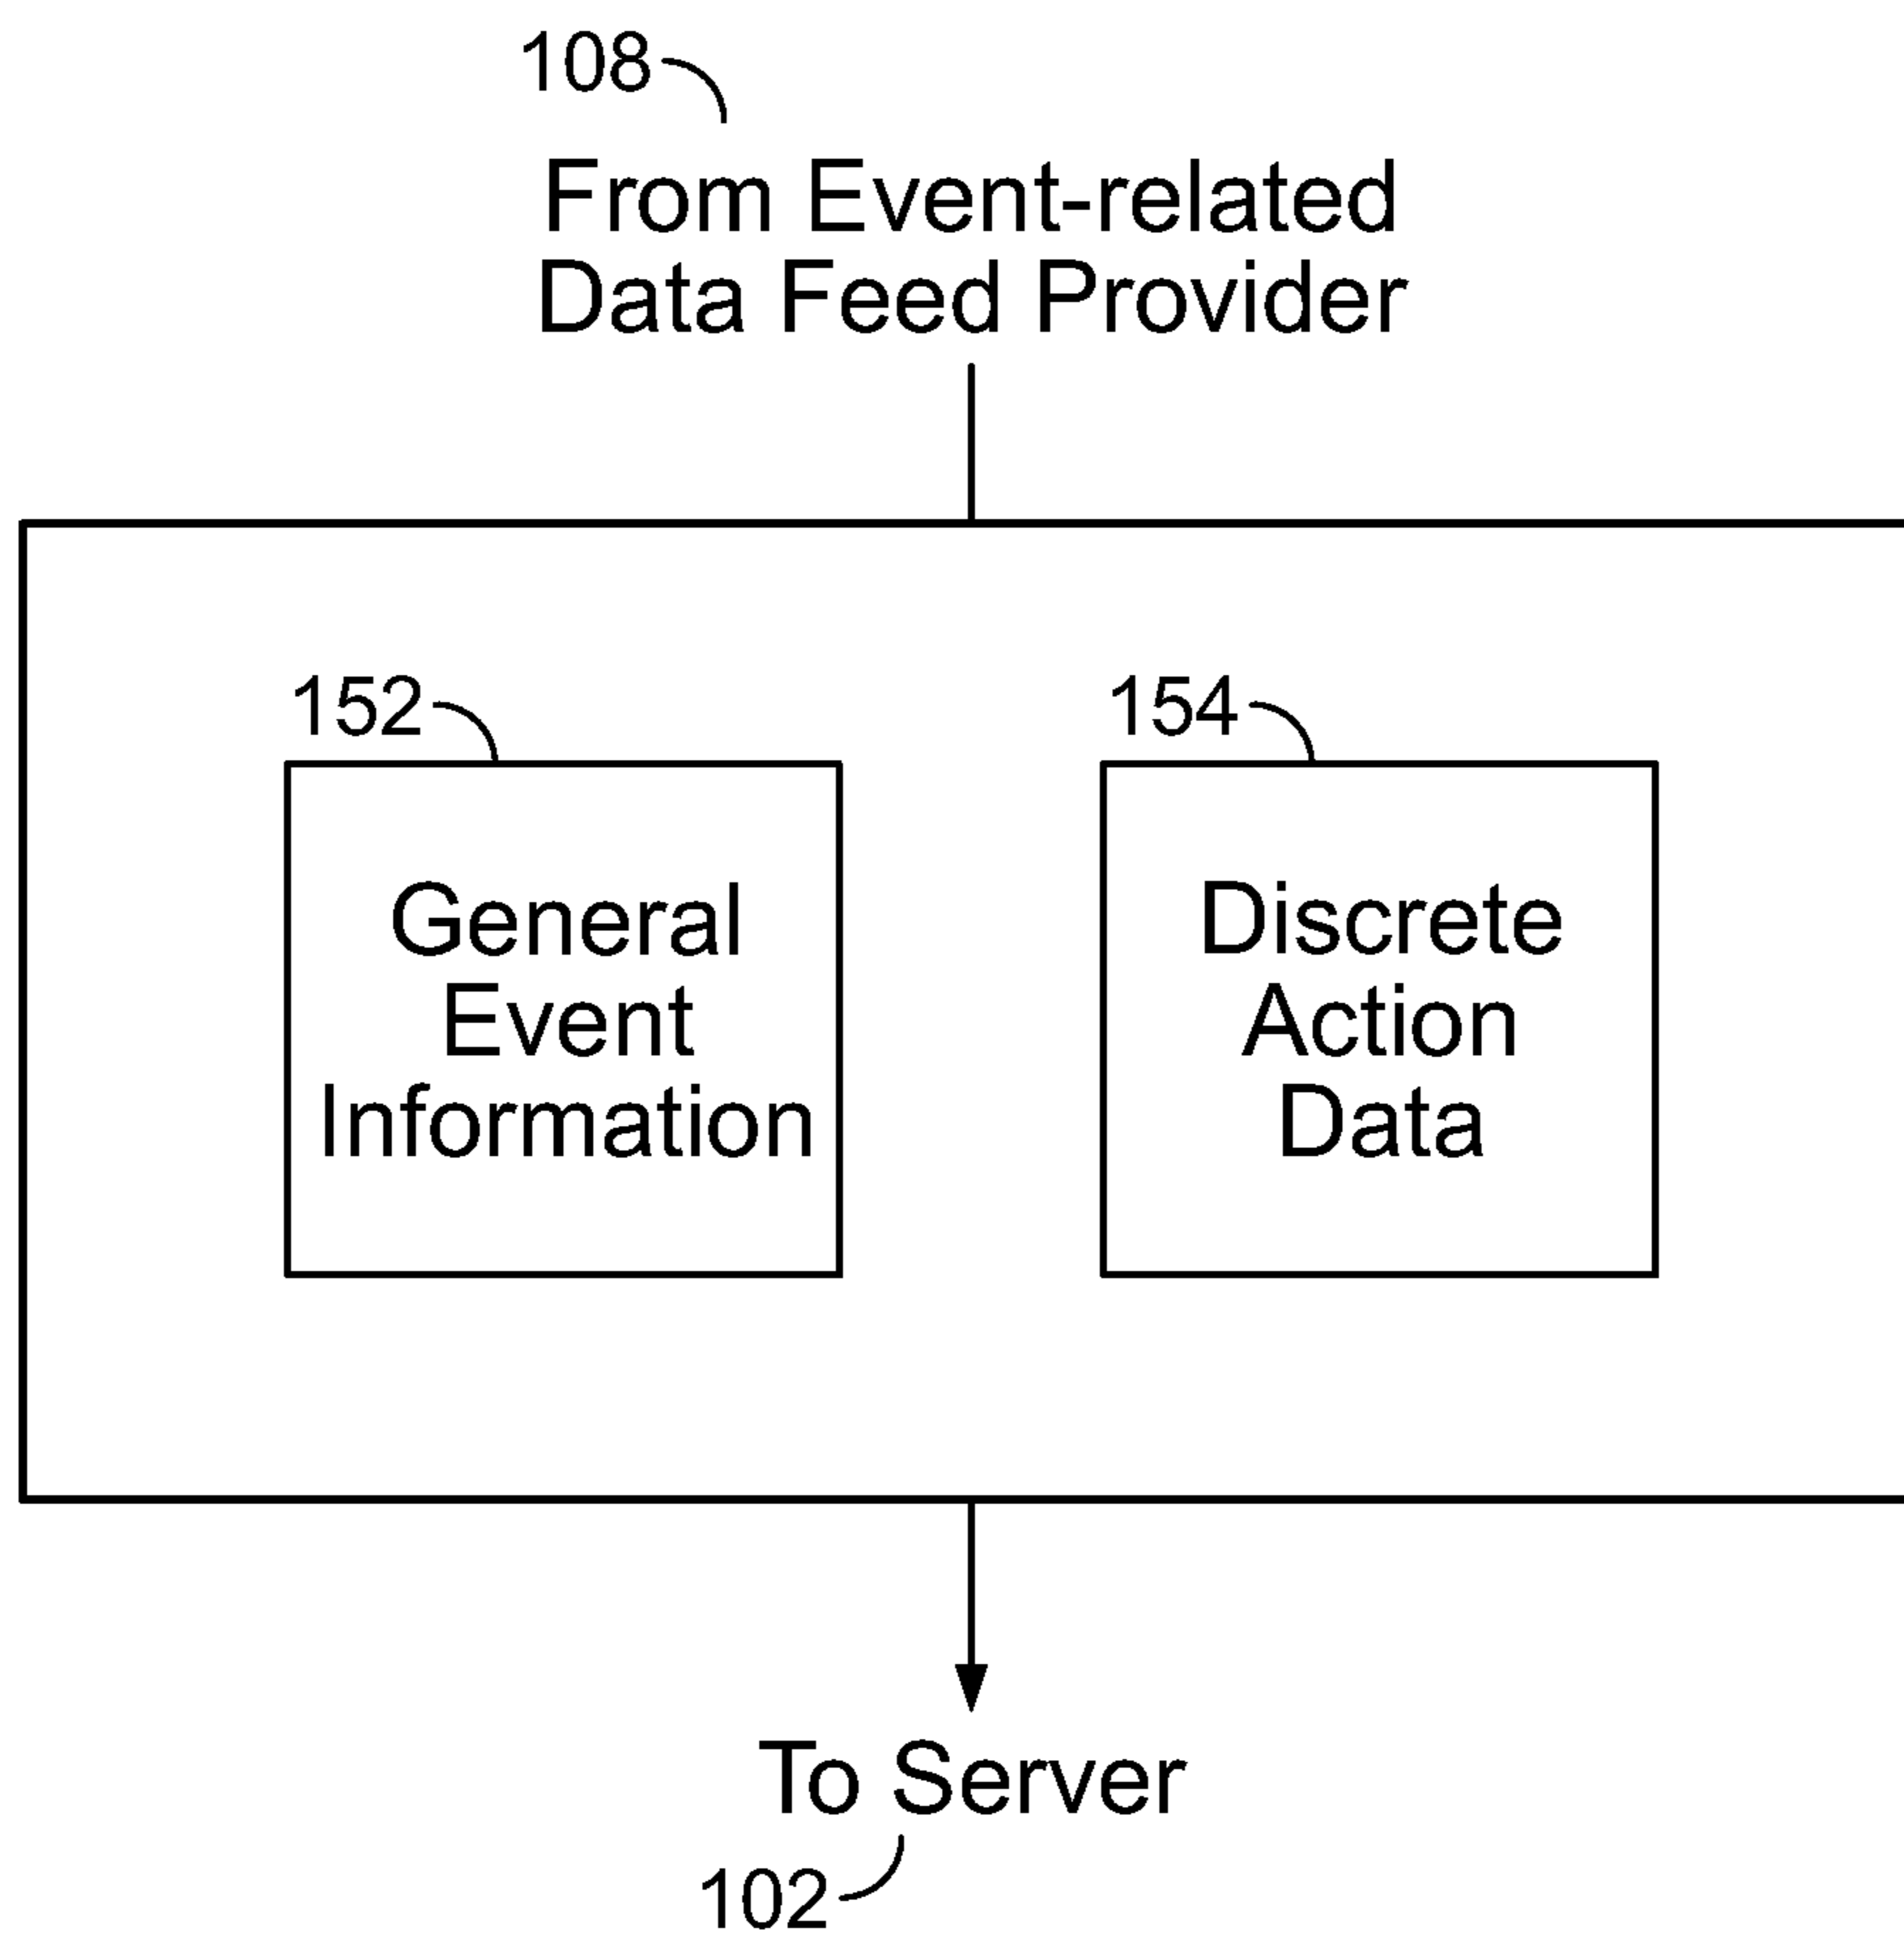 108
From Event-related
Data Feed Provider
152
General
Event
Information
154
Discrete
Action
Data
To Server
102